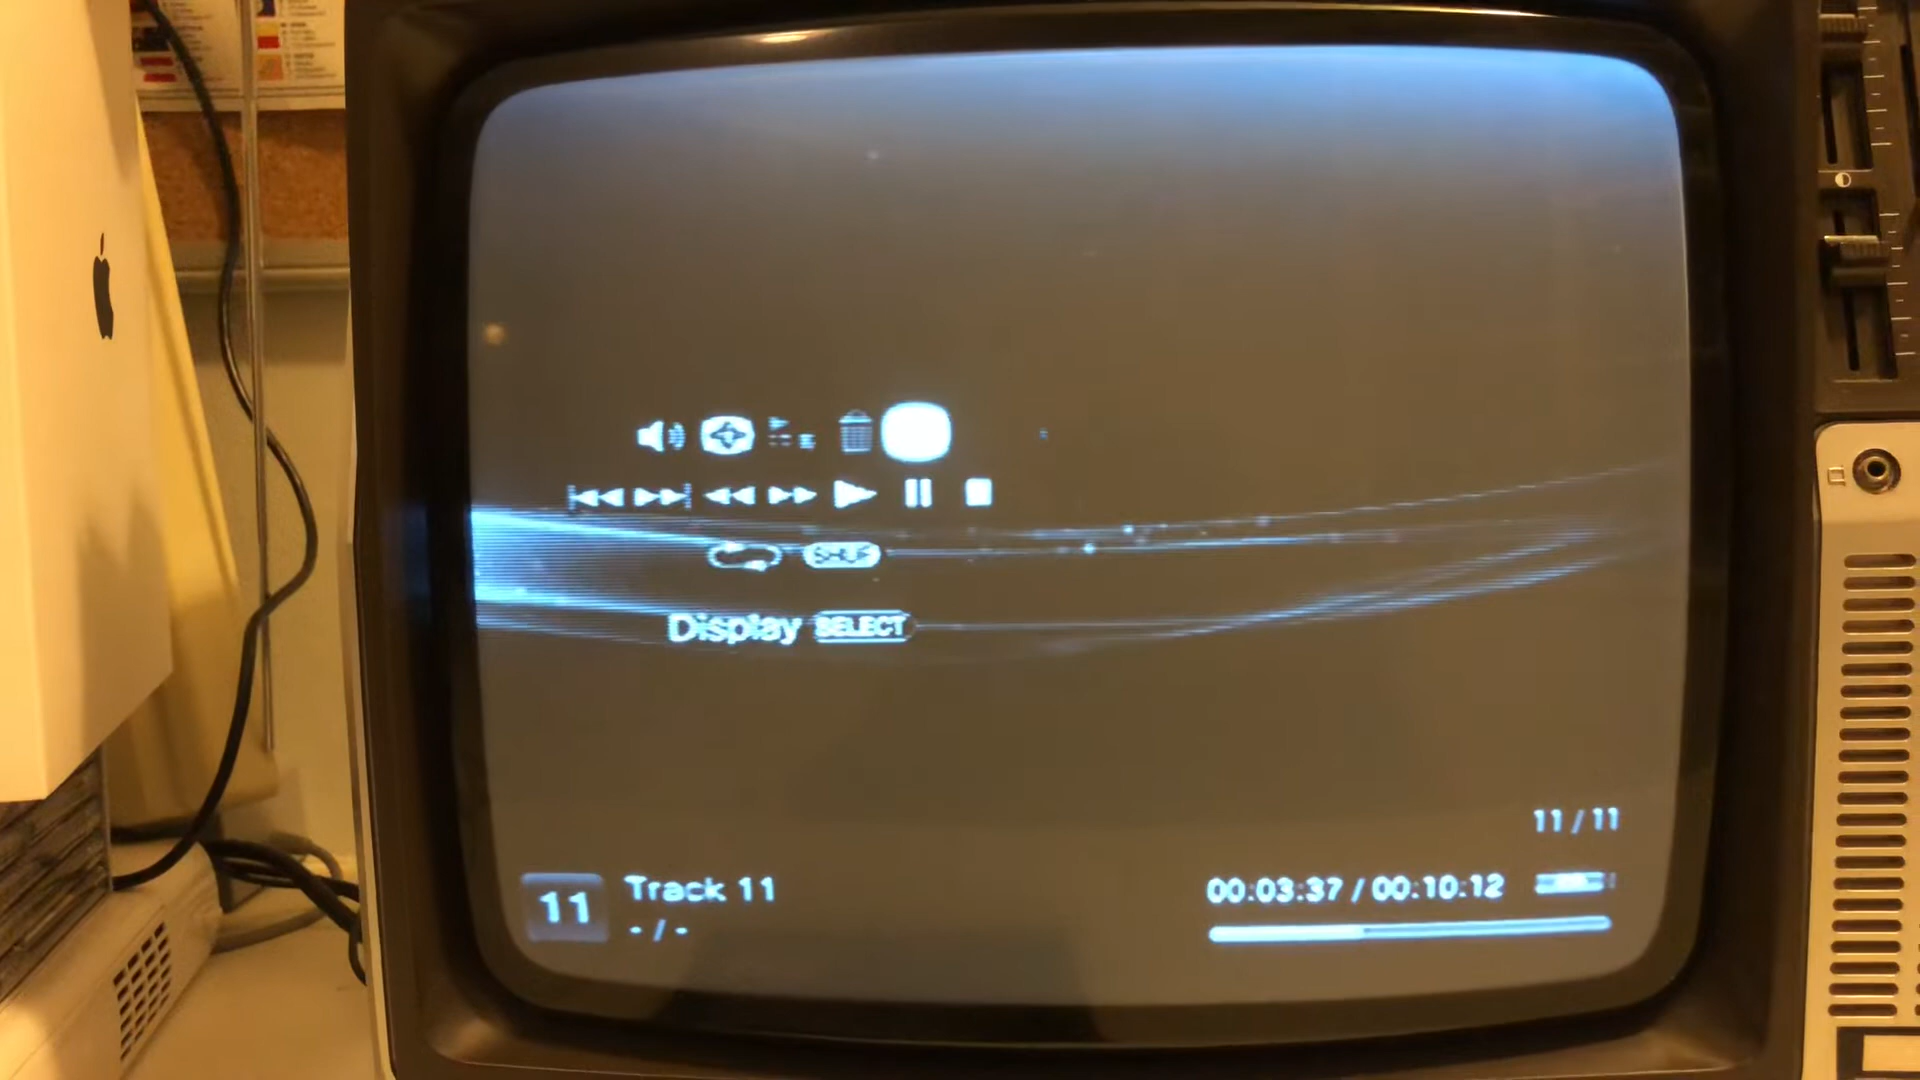 SHUF
Display SELECT
11 / 11
11
Track 11
- / -
00:03:37 / 00:10:12